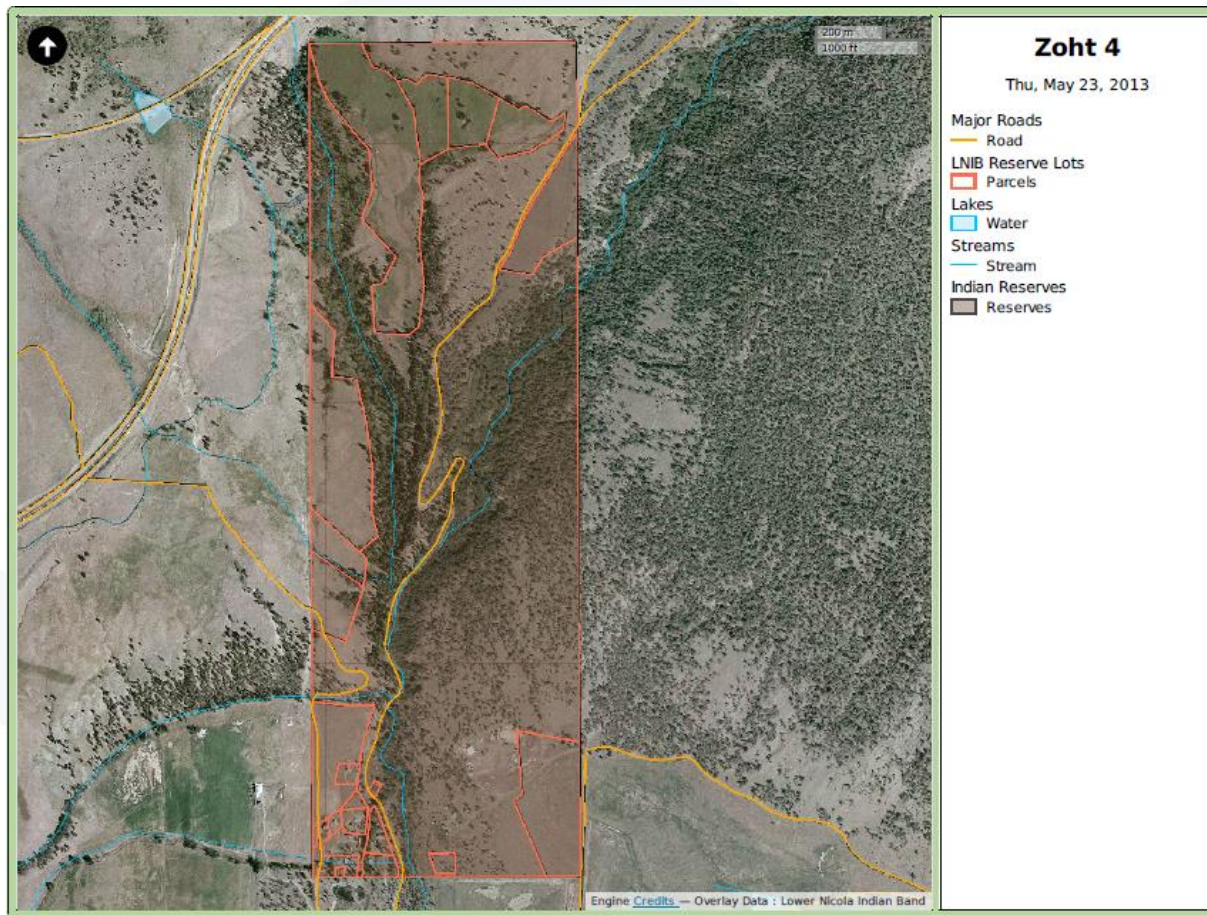 200 m
1000 ft
Zoht 4
Thu, May 23, 2013
Major Roads
Road
LNIB Reserve Lots
Parcels
Lakes
Water
Streams
Stream
Indian Reserves
Reserves
Engine Credits — Overlay Data : Lower Nicola Indian Band